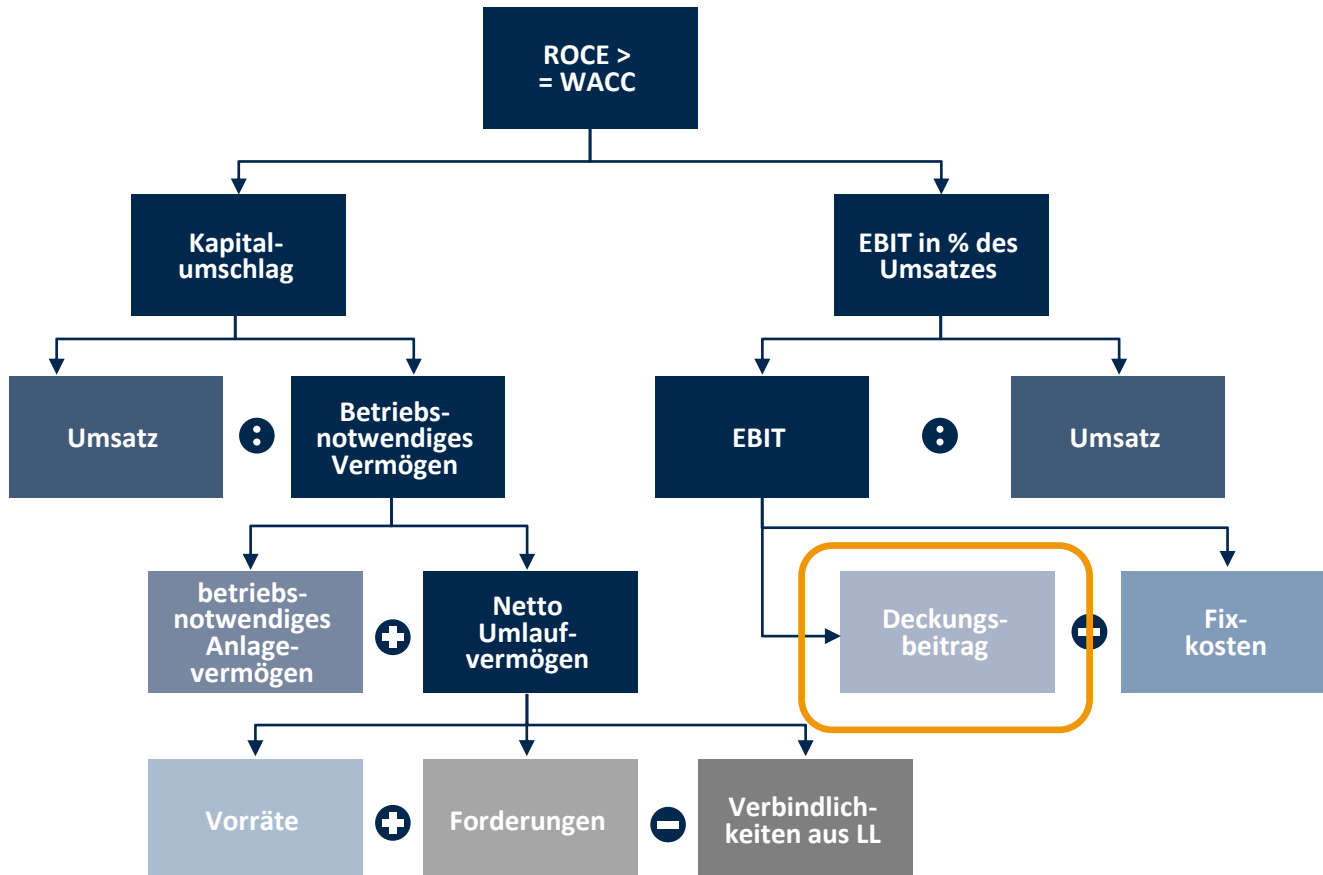 ROCE >
= WACC
Kapital-
umschlag
EBIT in % des
Umsatzes
Umsatz
:
Betriebs-
notwendiges
Vermögen
EBIT
:
Umsatz
betriebs-
notwendiges
Anlage-
vermögen
+
Netto
Umlauf-
vermögen
Deckungs-
beitrag
−
Fix-
kosten
Vorräte
+
Forderungen
−
Verbindlich-
keiten aus LL